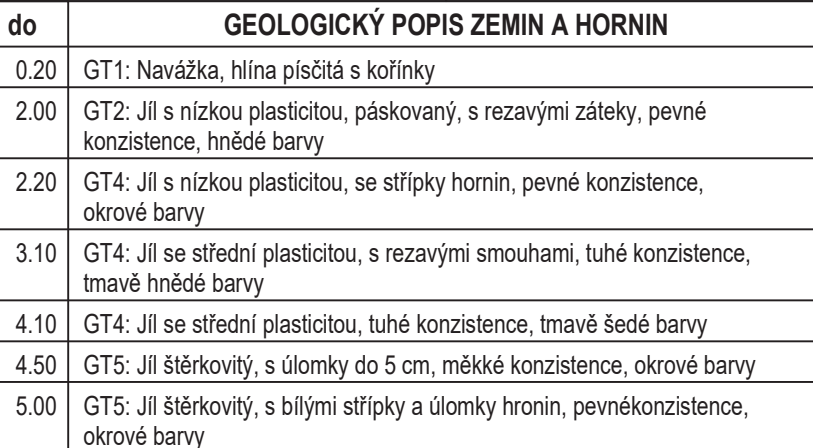 do GEOLOGICKÝ POPIS ZEMIN A HORNIN
0.20 GT1: Navážka, hlína písčitá s kořínky
2.00 GT2: Jíl s nízkou plasticitou, páskovaný, s rezavými záteky, pevné
konzistence, hnědé barvy
2.20 GT4: Jíl s nízkou plasticitou, se střípky hornin, pevné konzistence,
okrové barvy
3.10 GT4: Jíl se střední plasticitou, s rezavými smouhami, tuhé konzistence,
tmavě hnědé barvy
4.10 GT4: Jíl se střední plasticitou, tuhé konzistence, tmavě šedé barvy
4.50 GT5: Jíl štěrkovitý, s úlomky do 5 cm, měkké konzistence, okrové barvy
5.00 GT5: Jíl štěrkovitý, s bílými střípky a úlomky hronin, pevnékonzistence,
okrové barvy